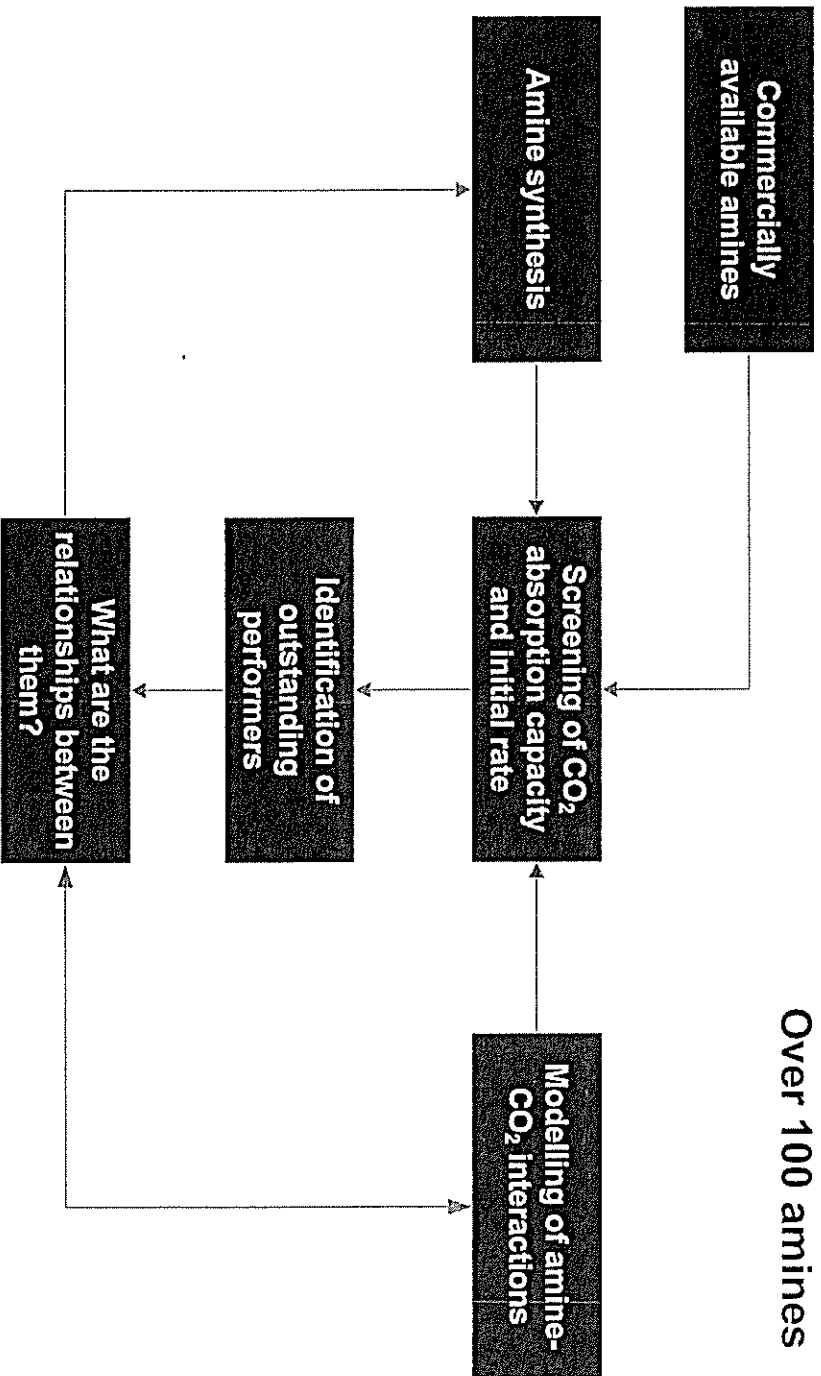 Over 100 amines
Commercially
available amines
Amine synthesis
Screening of CO₂
absorption capacity
and initial rate
Modelling of amine-
CO₂ interactions
Identification of
outstanding
performers
What are the
relationships between
them?